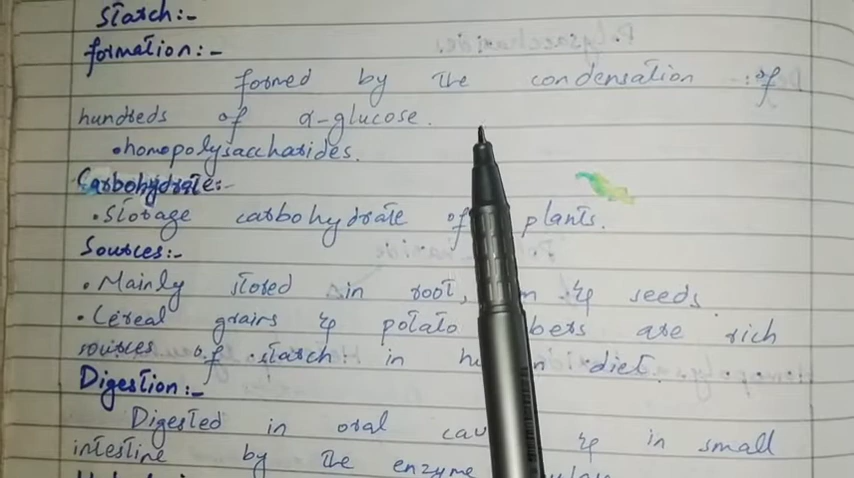 Starch:-
formation:-
formed by the condensation of
hundreds of α-glucose.
•homopolysaccharides.
Carbohydrate:-
•Storage carbohydrate of plants.
Sources:-
•Mainly stored in root, & seeds.
•Cereal grains & potato are rich
sources of starch in diet.
Digestion:-
Digested in oral & in small
intestine by the enzyme